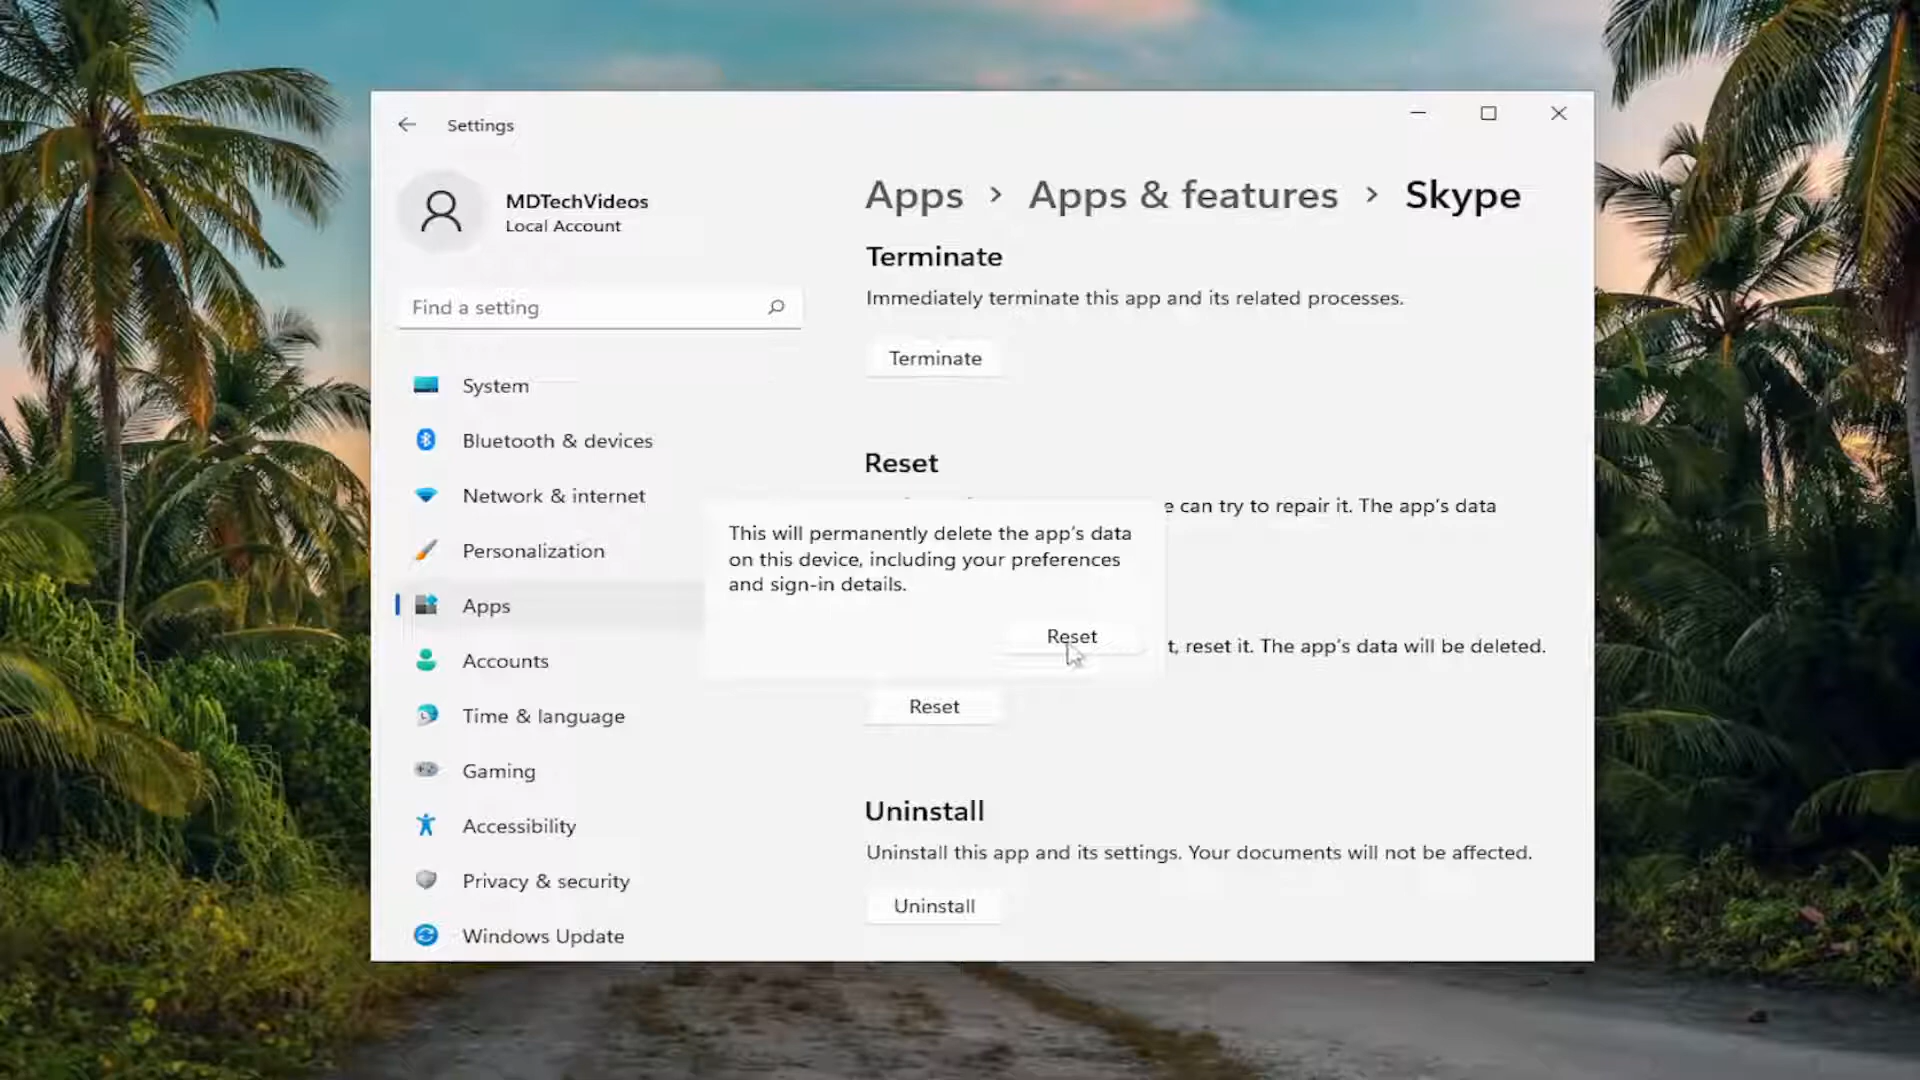 Settings
MDTechVideos
Local Account
Find a setting
System
Bluetooth & devices
Network & internet
Personalization
Apps
Accounts
Time & language
Gaming
Accessibility
Privacy & security
Windows Update
Apps > Apps & features > Skype
Terminate
Immediately terminate this app and its related processes.
Terminate
Reset
e can try to repair it. The app's data
This will permanently delete the app's data
on this device, including your preferences
and sign-in details.
Reset
t, reset it. The app's data will be deleted.
Reset
Uninstall
Uninstall this app and its settings. Your documents will not be affected.
Uninstall